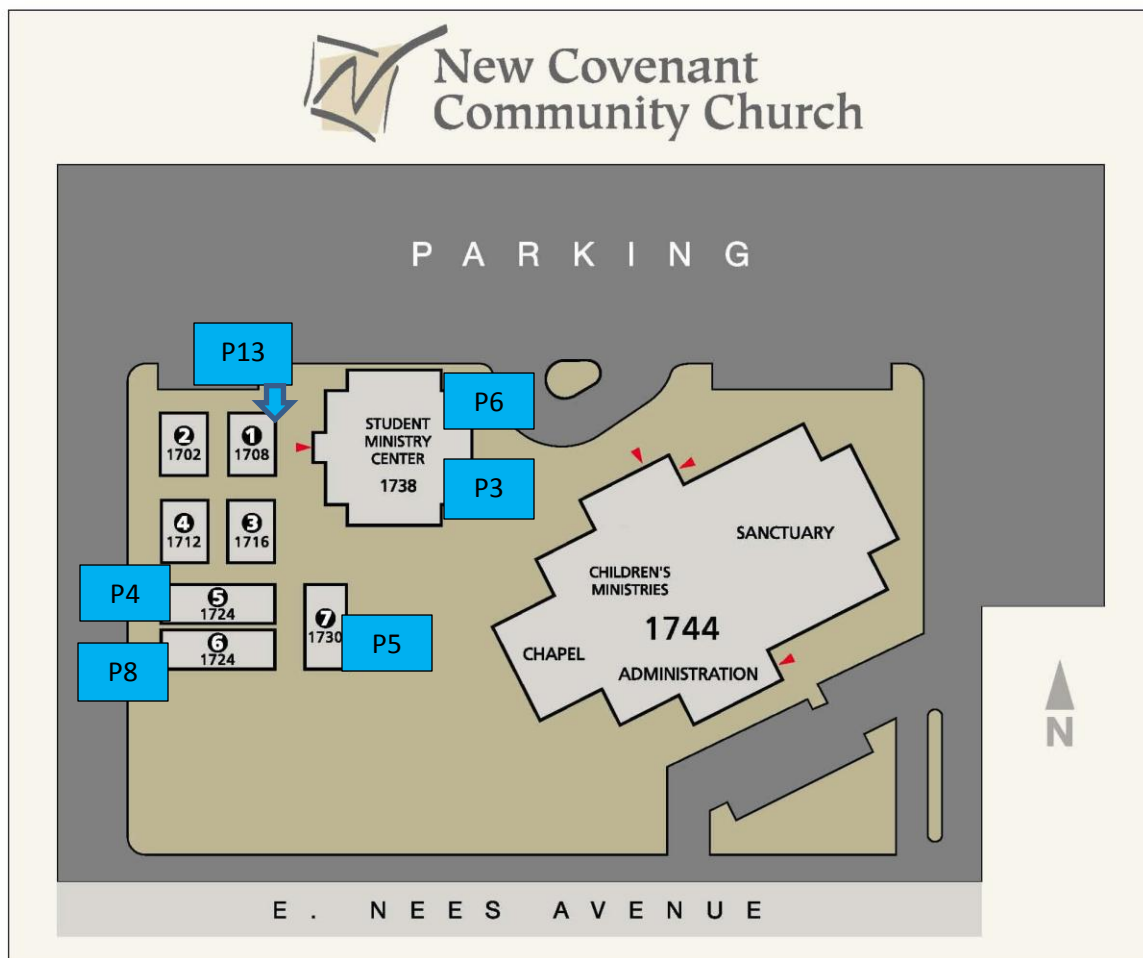 New Covenant
Community Church
PARKING
P13
P6
STUDENT
MINISTRY
CENTER
1738
P3
2
1702
1
1708
4
1712
3
1716
P4
5
1724
P8
6
1724
7
1730
P5
SANCTUARY
CHILDREN'S
MINISTRIES
1744
CHAPEL
ADMINISTRATION
N
E. NEES AVENUE